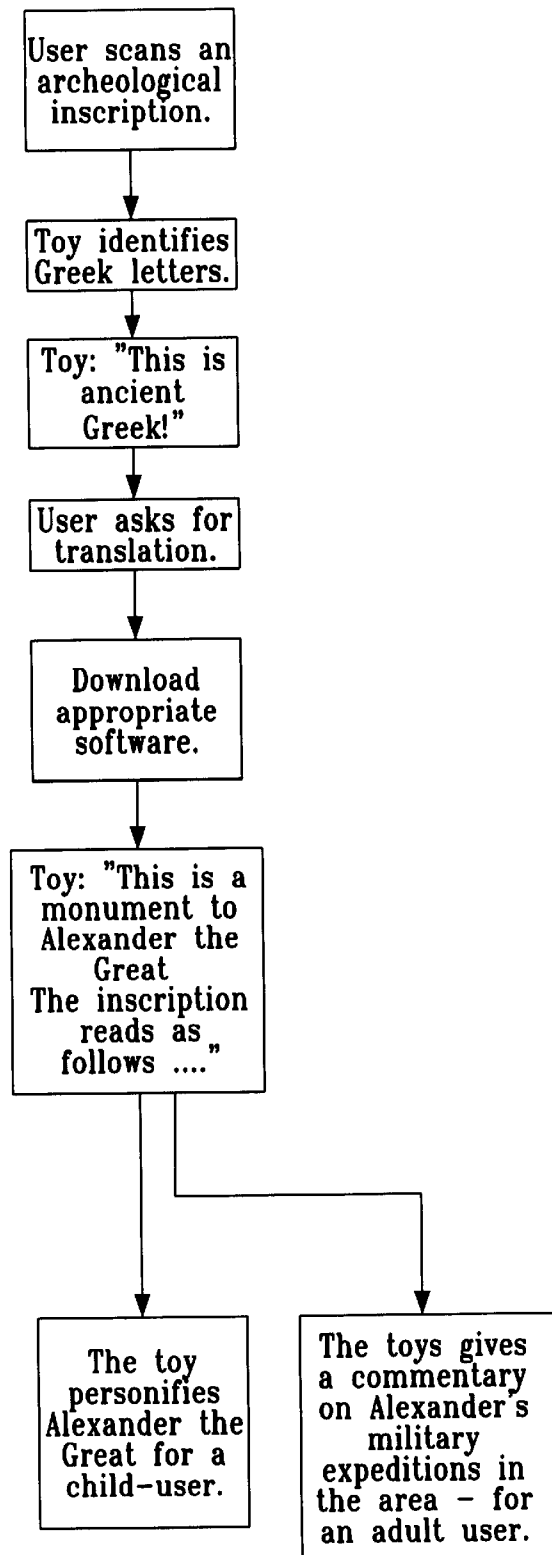 User scans an
archeological
inscription.
Toy identifies
Greek letters.
Toy: "This is
ancient
Greek!"
User asks for
translation.
Download
appropriate
software.
Toy: "This is a
monument to
Alexander the
Great
The inscription
reads as
follows ...."
The toy
personifies
Alexander the
Great for a
child-user.
The toys gives
a commentary
on Alexander's
military
expeditions in
the area - for
an adult user.